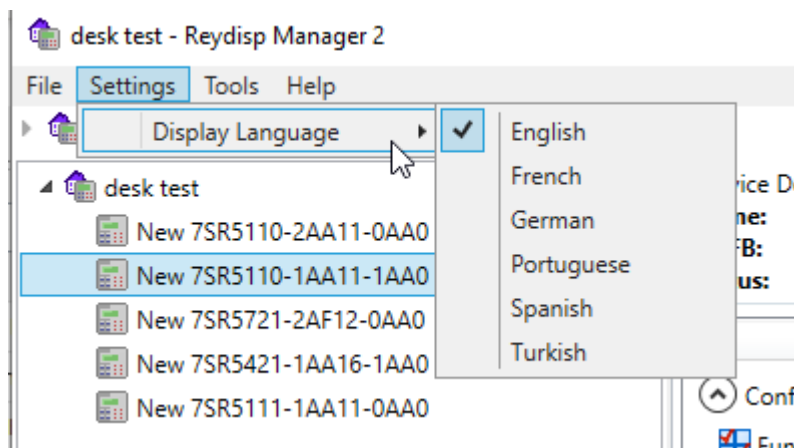 desk test - Reydisp Manager 2
File Settings Tools Help
Display Language
English
French
German
Portuguese
Spanish
Turkish
desk test
New 7SR5110-2AA11-0AA0
New 7SR5110-1AA11-1AA0
New 7SR5721-2AF12-0AA0
New 7SR5421-1AA16-1AA0
New 7SR5111-1AA11-0AA0